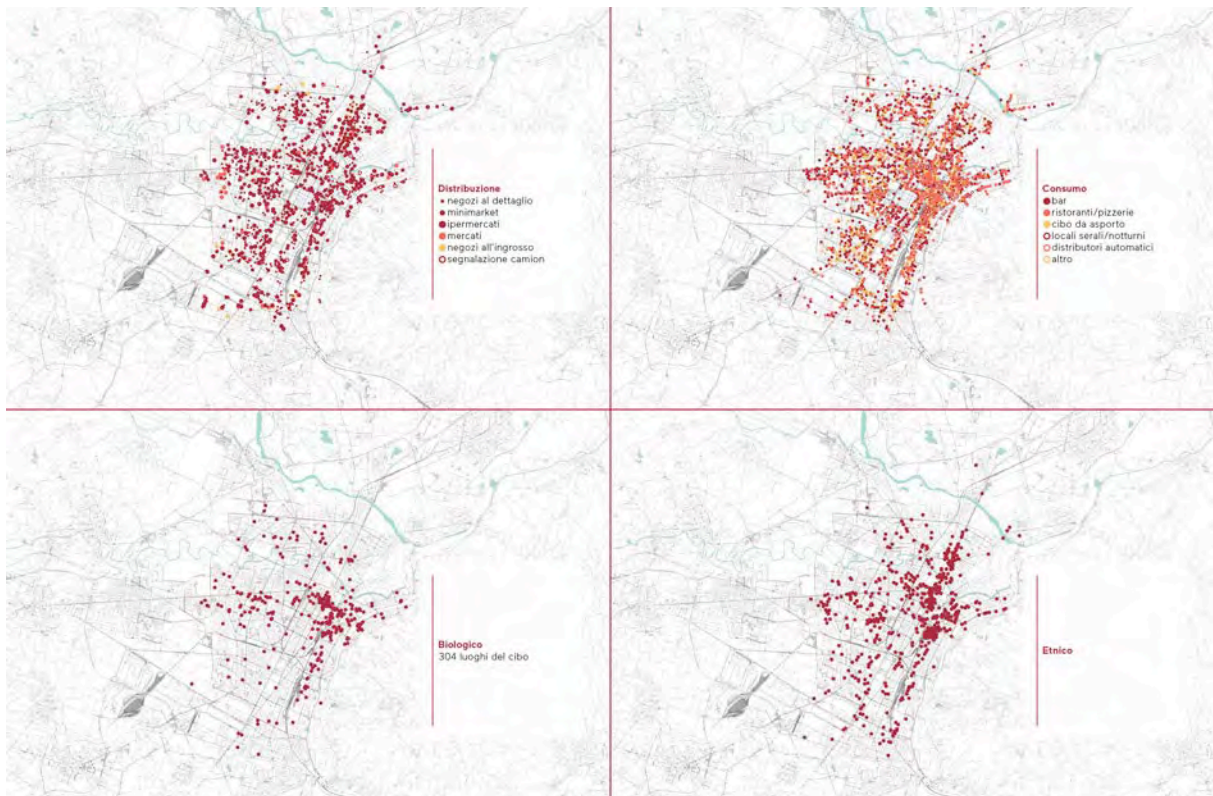 Distribuzione
negozi al dettaglio
minimarket
ipermercati
mercati
negozi all'ingrosso
segnalazione camion
Consumo
bar
ristoranti/pizzerie
cibo da asporto
locali serali/notturni
distributori automatici
altro
Biologico
304 luoghi del cibo
Etnico